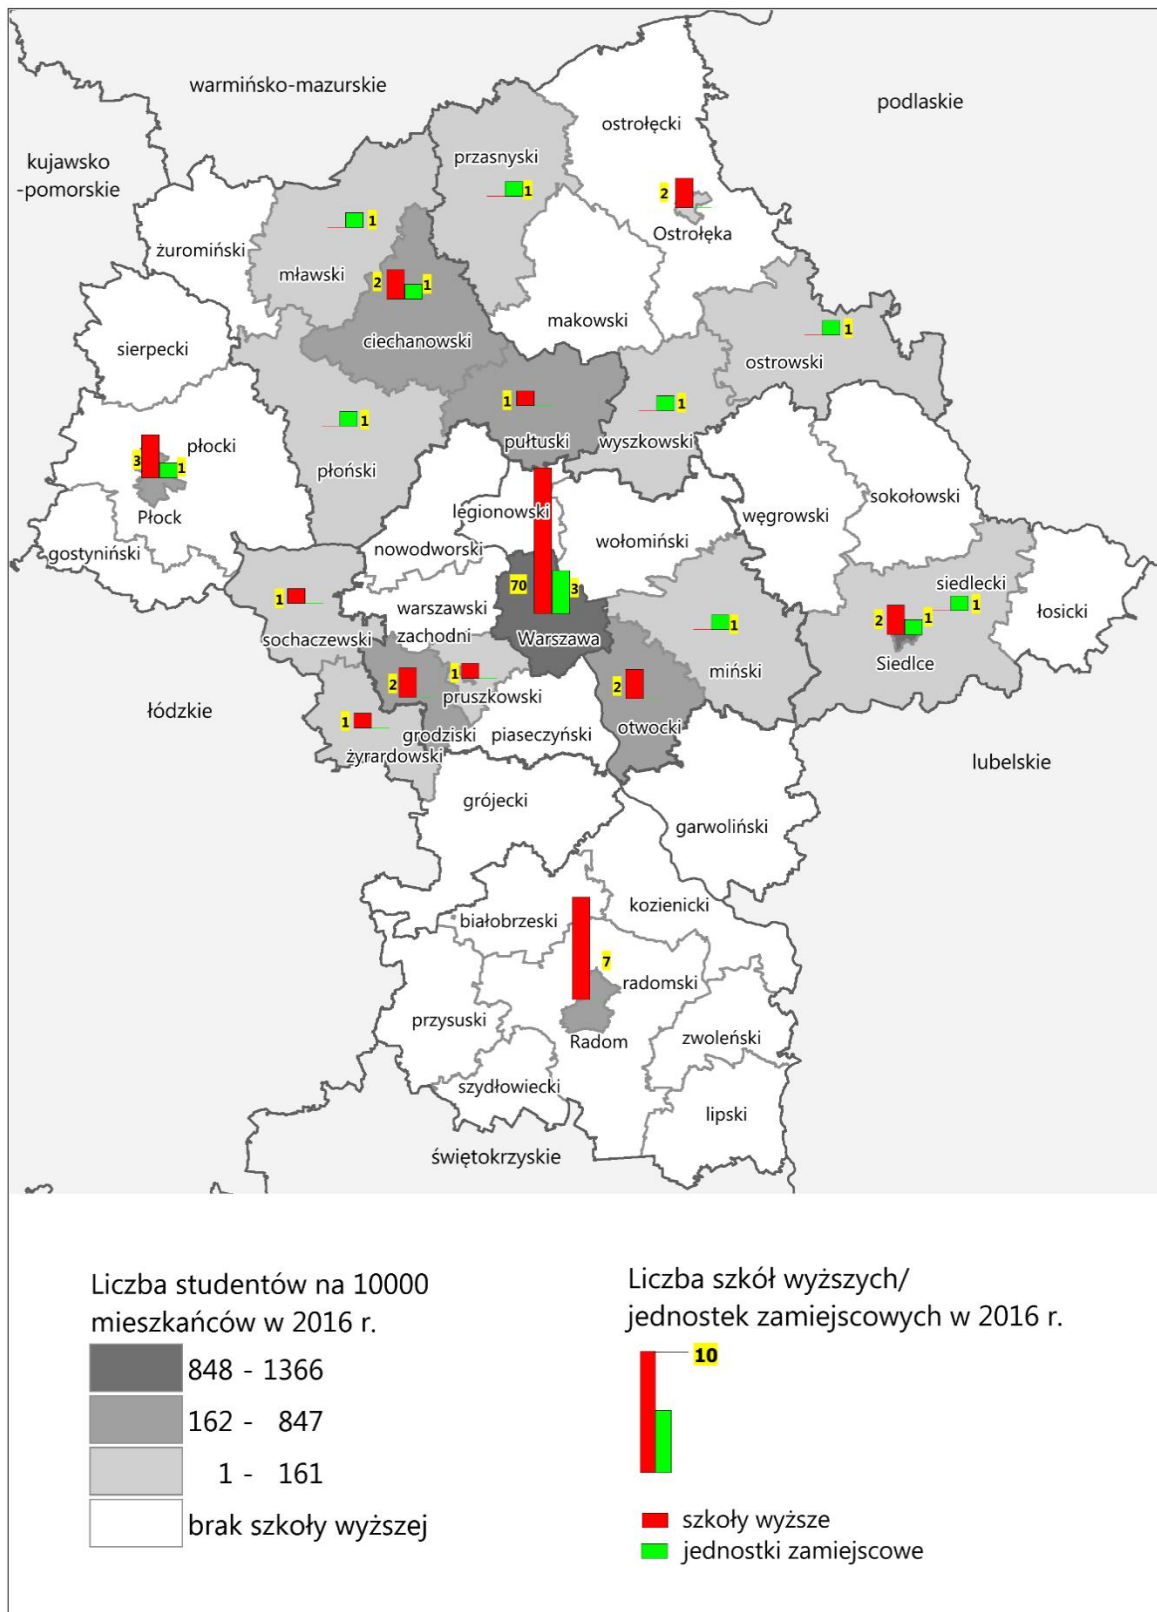 warmińsko-mazurskie
podlaskie
kujawsko
-pomorskie
ostrołęcki
przasnyski
1
2
Ostrołęka
żuromiński
1
mławski
2
1
ciechanowski
makowski
1
ostrowski
sierpecki
1
płoński
1
pułtuski
1
wyszkowski
płocki
3
1
Płock
gostyniński
legionowski
nowodworski
wołomiński
węgrowski
sokołowski
70
3
Warszawa
warszawski
zachodni
1
sochaczewski
1
miński
siedlecki
1
2
1
Siedlce
łosicki
2
1
pruszkowski
1
grodziski
żyrardowski
piaseczyński
2
otwocki
łódzkie
lubelskie
grójecki
garwoliński
białobrzeski
kozienicki
7
radomski
Radom
przysuski
zwoleński
szydłowiecki
lipski
świętokrzyskie
Liczba studentów na 10000
mieszkańców w 2016 r.
848 - 1366
162 - 847
1 - 161
brak szkoły wyższej
Liczba szkół wyższych/
jednostek zamiejscowych w 2016 r.
10
szkoły wyższe
jednostki zamiejscowe